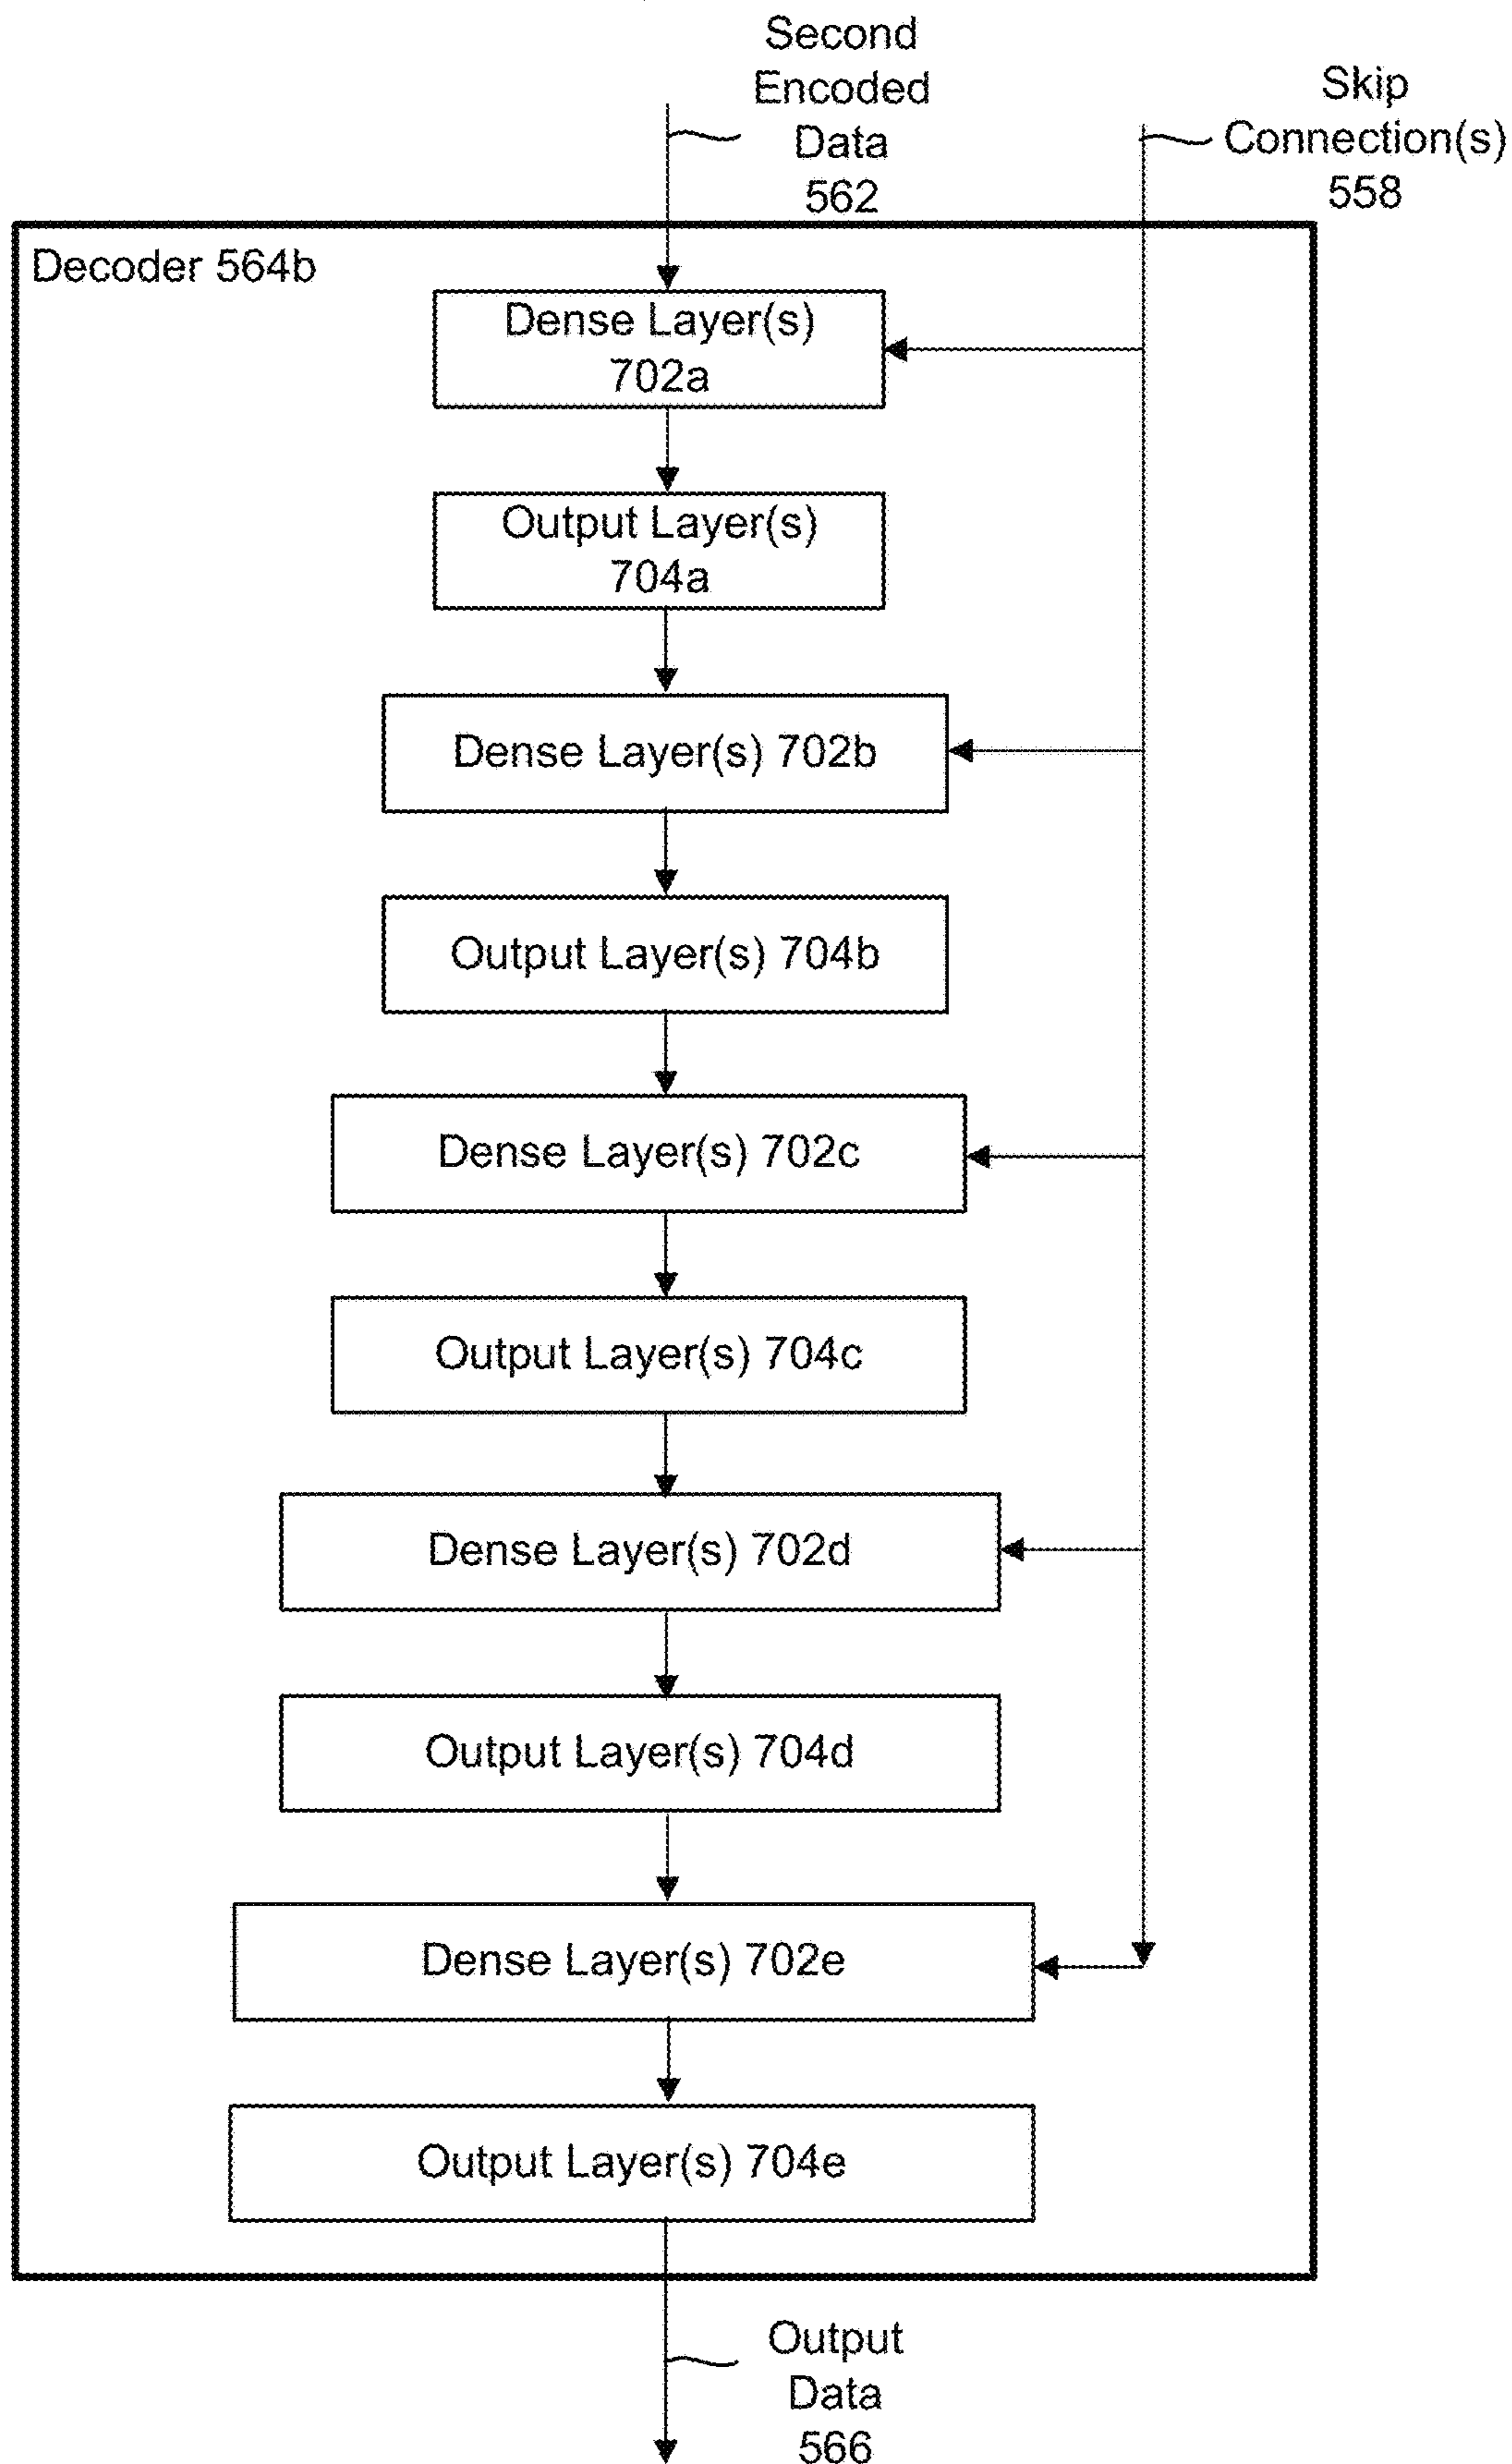 Second
Encoded
Data
562
Skip
Connection(s)
558
Decoder 564b
Dense Layer(s)
702a
Output Layer(s)
704a
Dense Layer(s) 702b
Output Layer(s) 704b
Dense Layer(s) 702c
Output Layer(s) 704c
Dense Layer(s) 702d
Output Layer(s) 704d
Dense Layer(s) 702e
Output Layer(s) 704e
Output
Data
566